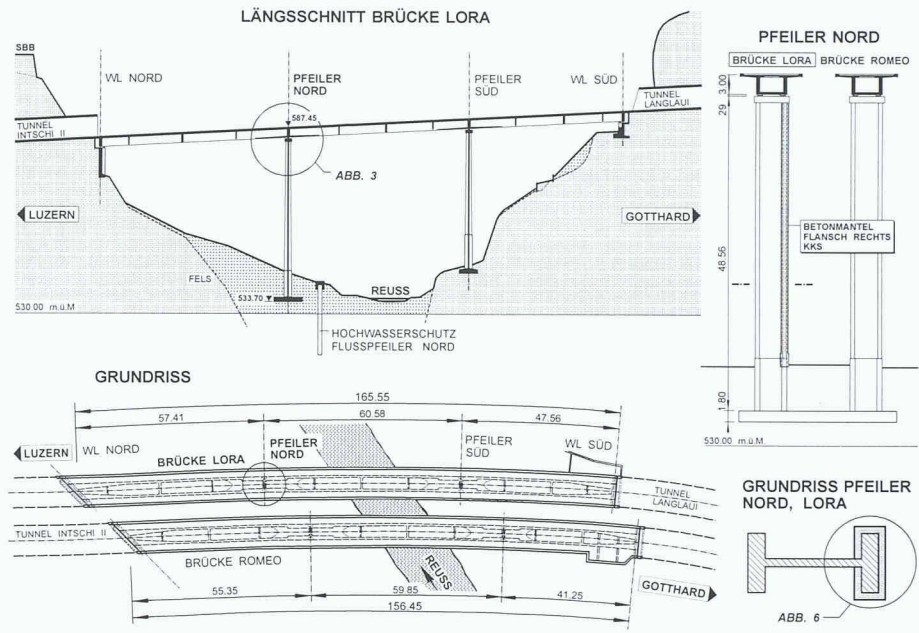 LÄNGSSCHNITT BRÜCKE LORA
SBB
WL NORD
PFEILER
NORD
PFEILER
SÜD
WL SÜD
TUNNEL
INTSCHI II
587.45
TUNNEL
LANGLAUI
ABB. 3
LUZERN
GOTTHARD
FELS
533.70
REUSS
530.00 m.ü.M
HOCHWASSERSCHUTZ
FLUSSPFEILER NORD
PFEILER NORD
BRÜCKE LORA
BRÜCKE ROMEO
3.00
48.56
1.80
BETONMANTEL
FLANSCH RECHTS
KKS
530.00 m.ü.M.
GRUNDRISS
165.55
57.41
60.58
47.56
LUZERN
WL NORD
PFEILER
NORD
PFEILER
SÜD
WL SÜD
BRÜCKE LORA
TUNNEL
LANGLAUI
TUNNEL INTSCHI II
BRÜCKE ROMEO
REUSS
55.35
59.85
41.25
156.45
GOTTHARD
GRUNDRISS PFEILER
NORD, LORA
ABB. 6